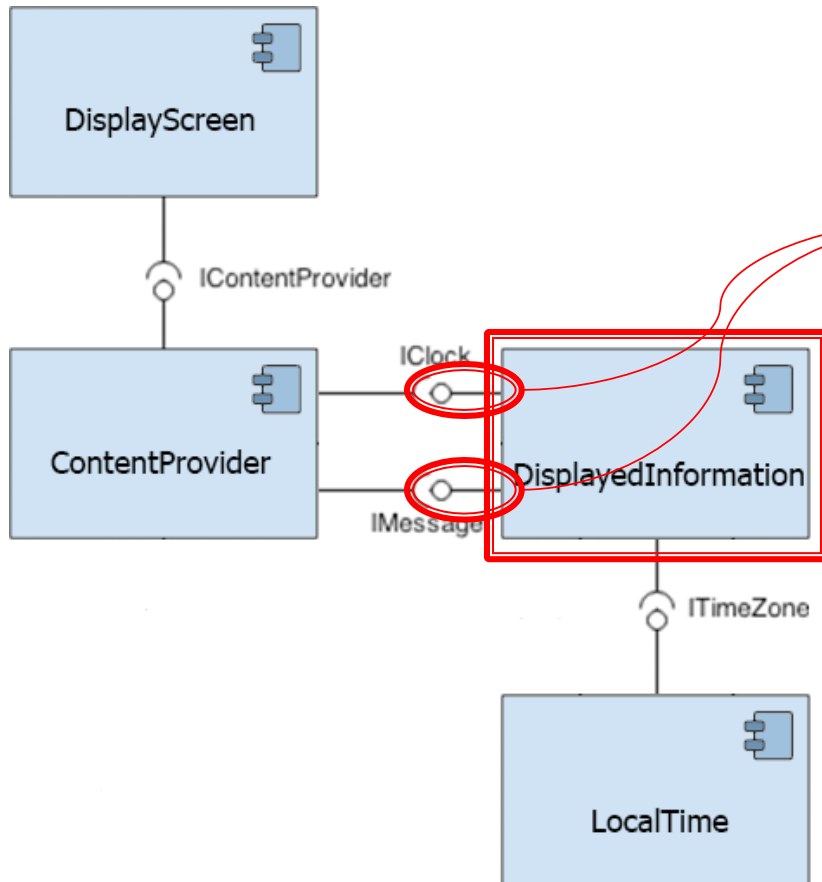 DisplayScreen
IContentProvider
IClock
ContentProvider
DisplayedInformation
IMessage
ITimeZone
LocalTime